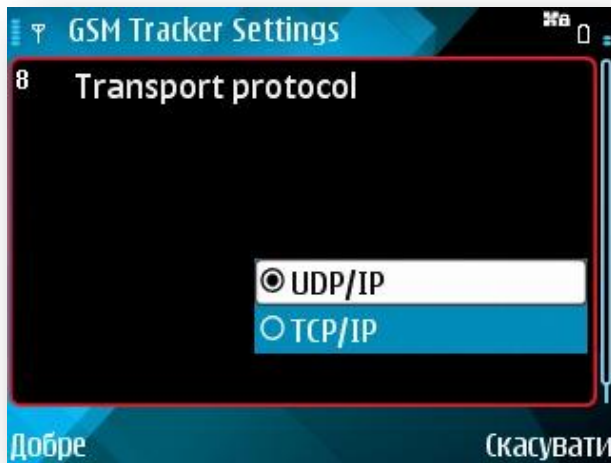 GSM Tracker Settings
8 Transport protocol
UDP/IP
TCP/IP
Добре Скасувати